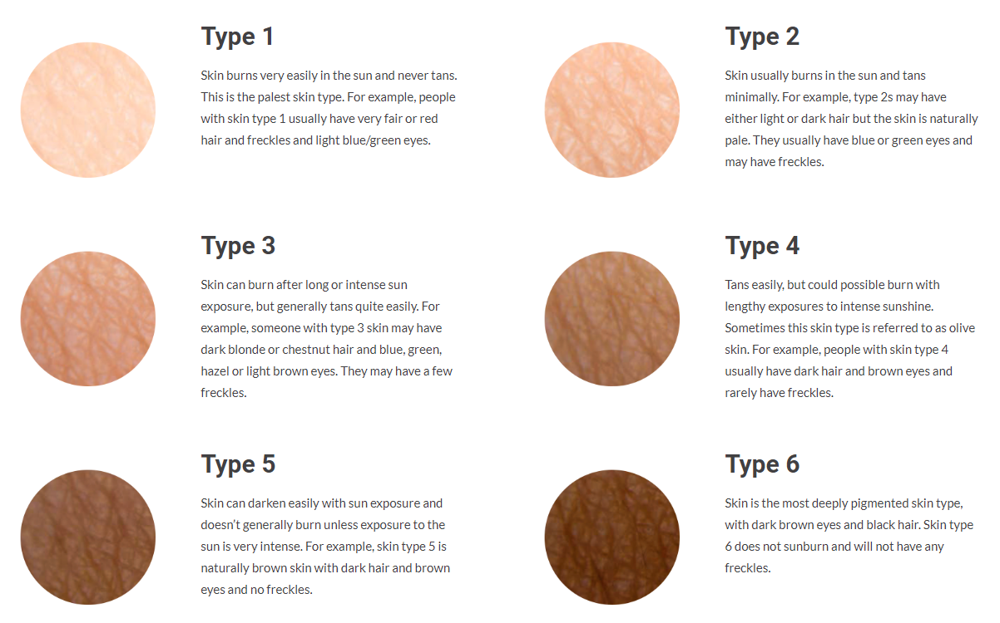 Type 1
Skin burns very easily in the sun and never tans.
This is the palest skin type. For example, people
with skin type 1 usually have very fair or red
hair and freckles and light blue/green eyes.
Type 2
Skin usually burns in the sun and tans
minimally. For example, type 2s may have
either light or dark hair but the skin is naturally
pale. They usually have blue or green eyes and
may have freckles.
Type 3
Skin can burn after long or intense sun
exposure, but generally tans quite easily. For
example, someone with type 3 skin may have
dark blonde or chestnut hair and blue, green,
hazel or light brown eyes. They may have a few
freckles.
Type 4
Tans easily, but could possible burn with
lengthy exposures to intense sunshine.
Sometimes this skin type is referred to as olive
skin. For example, people with skin type 4
usually have dark hair and brown eyes and
rarely have freckles.
Type 5
Skin can darken easily with sun exposure and
doesn’t generally burn unless exposure to the
sun is very intense. For example, skin type 5 is
naturally brown skin with dark hair and brown
eyes and no freckles.
Type 6
Skin is the most deeply pigmented skin type,
with dark brown eyes and black hair. Skin type
6 does not sunburn and will not have any
freckles.